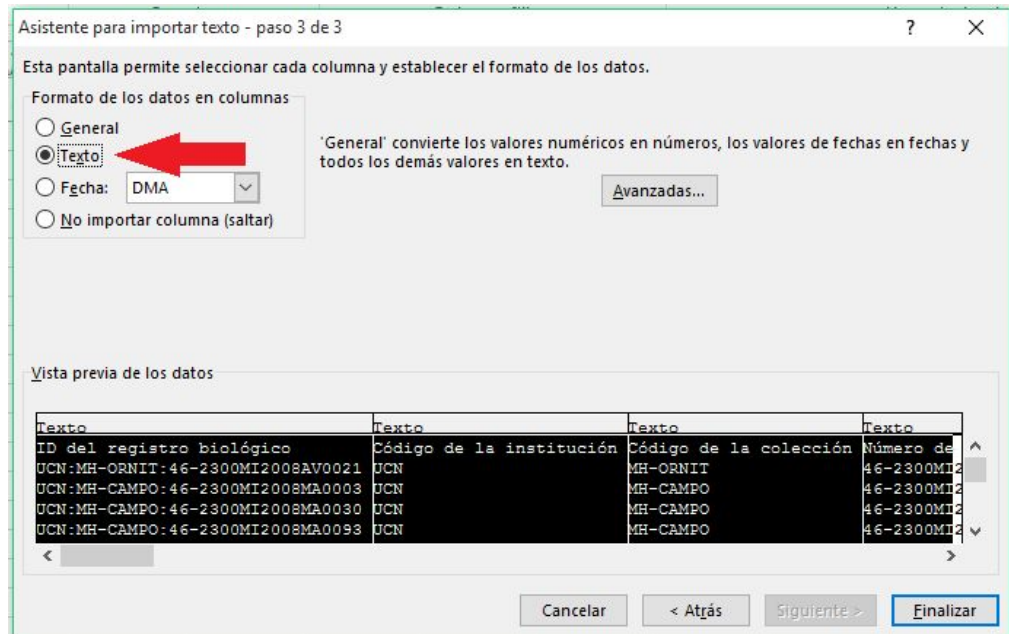 Asistente para importar texto - paso 3 de 3
?
Esta pantalla permite seleccionar cada columna y establecer el formato de los datos.
Formato de los datos en columnas
General
Texto
Fecha: DMA
No importar columna (saltar)
'General' convierte los valores numéricos en números, los valores de fechas en fechas y
todos los demás valores en texto.
Avanzadas...
Vista previa de los datos
Texto Texto Texto Texto
ID del registro biológico Código de la institución Código de la colección Número de
UCN:MH-ORNIT:46-2300MI2008AV0021 UCN MH-ORNIT 46-2300MI2
UCN:MH-CAMPO:46-2300MI2008MA0003 UCN MH-CAMPO 46-2300MI2
UCN:MH-CAMPO:46-2300MI2008MA0030 UCN MH-CAMPO 46-2300MI2
UCN:MH-CAMPO:46-2300MI2008MA0093 UCN MH-CAMPO 46-2300MI2
Cancelar < Atrás Siguiente > Finalizar